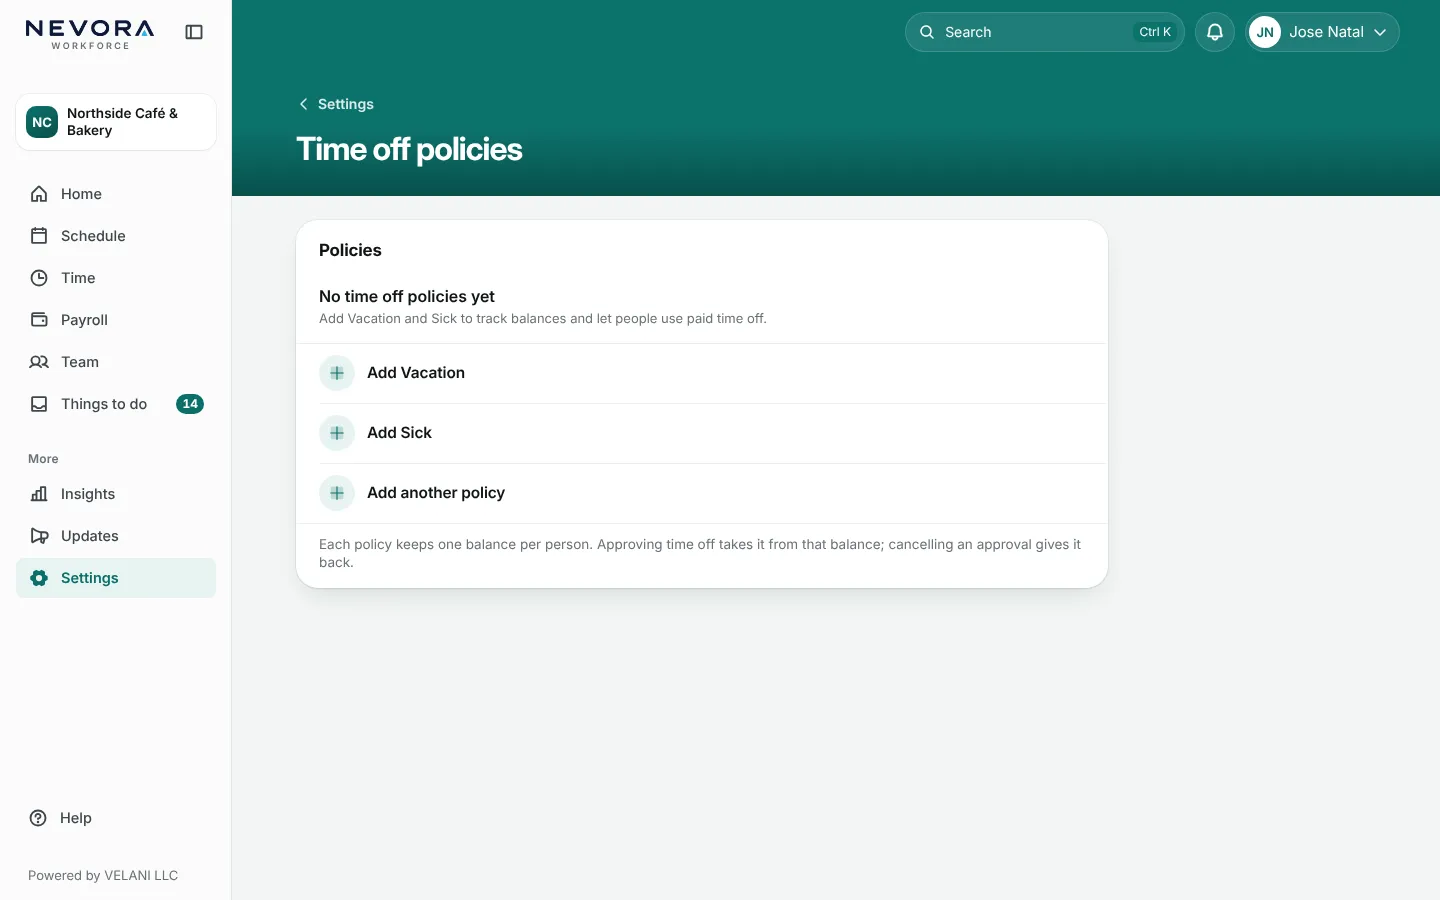 NEVORA
WORKFORCE
Search
Ctrl K
JN
Jose Natal
NC
Northside Café &
Bakery
Settings
Time off policies
Home
Schedule
Time
Payroll
Team
Things to do
14
More
Insights
Updates
Settings
Policies
No time off policies yet
Add Vacation and Sick to track balances and let people use paid time off.
Add Vacation
Add Sick
Add another policy
Each policy keeps one balance per person. Approving time off takes it from that balance; cancelling an approval gives it
back.
Help
Powered by VELANI LLC